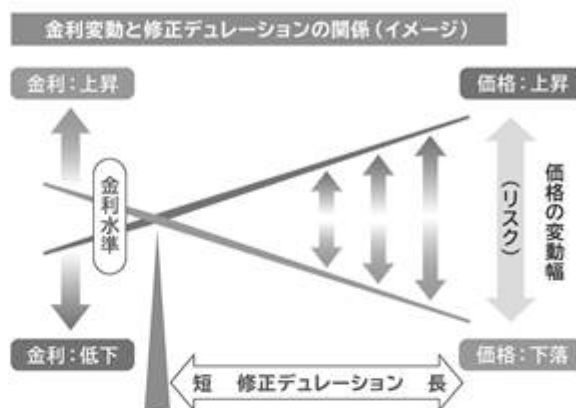 金利変動と修正デュレーションの関係（イメージ）
金利：上昇
価格：上昇
金利水準
価格の変動幅
（リスク）
金利：低下
価格：下落
短 修正デュレーション 長